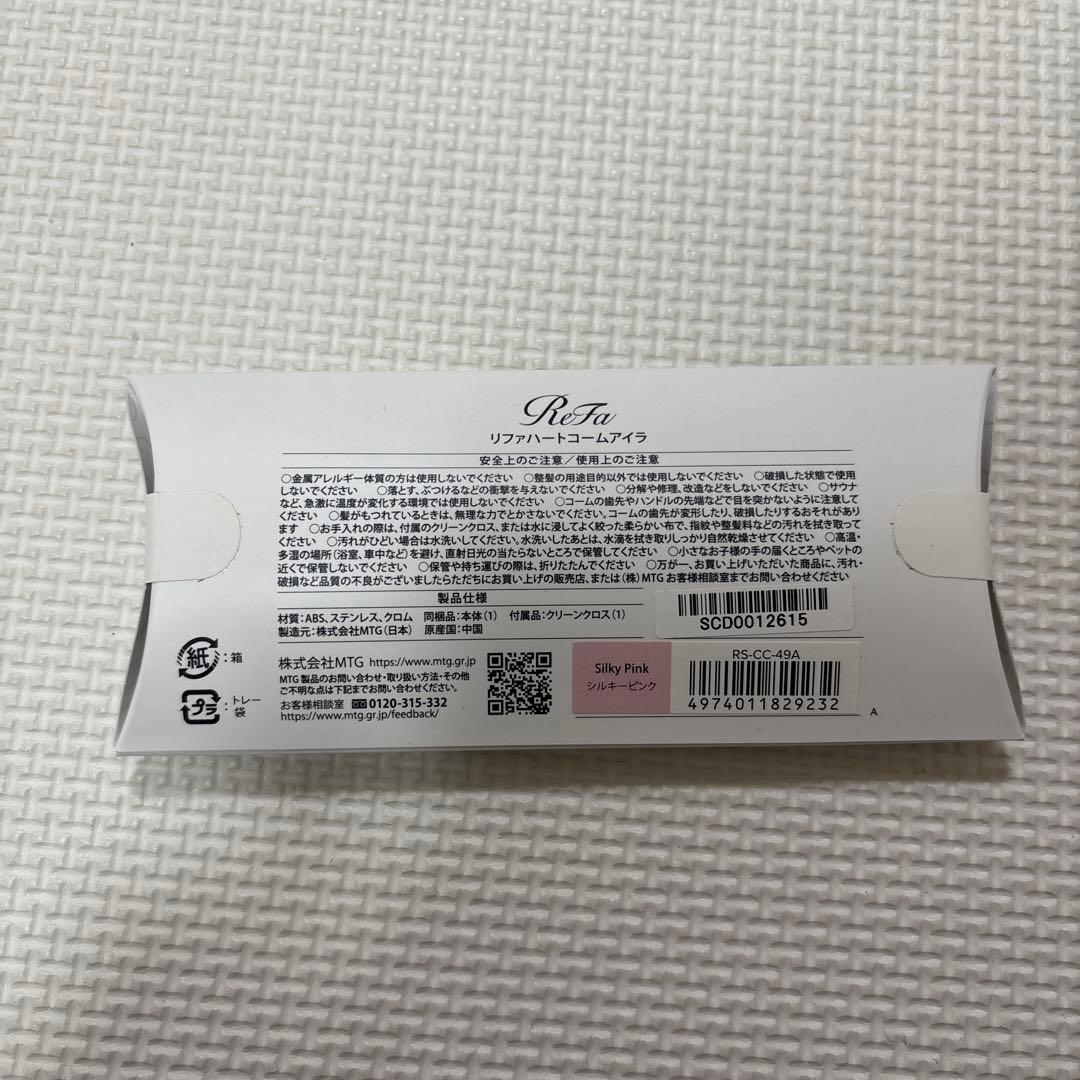 ReFa
リファハートコームアイラ
安全上のご注意／使用上のご注意
○金属アレルギー体質の方は使用しないでください ○整髪の用途目的以外では使用しないでください ○破損した状態で使用
しないでください ○落とす、ぶつけるなどの衝撃を与えないでください ○分解や修理、改造などをしないでください ○サウナ
など、急激に温度が変化する環境では使用しないでください ○コームの歯先やハンドルの先端などで目を突かないように注意して
ください ○髪がもつれているときは、無理な力でとかさないでください。コームの歯先が変形したり、破損したりするおそれがあり
ます ○お手入れの際は、付属のクリーンクロス、または水に浸してよく絞った柔らかい布で、指紋や整髪料などの汚れを拭き取って
ください ○汚れがひどい場合は水洗いしてください。水洗いしたあとは、水滴を拭き取りしっかり自然乾燥させてください ○高温・
多湿の場所（浴室、車中など）を避け、直射日光の当たらないところで保管してください ○小さなお子様の手の届くところやペットの
近くで保管しないでください ○保管や持ち運びの際は、折りたたんでください ○万が一、お買い上げいただいた商品に、汚れ・
破損など品質の不良がございましたらただちにお買い上げの販売店、または（株）MTG お客様相談室までお問い合わせください
製品仕様
材質：ABS、ステンレス、クロム 同梱品：本体（1） 付属品：クリーンクロス（1）
製造元：株式会社MTG（日本） 原産国：中国
SCD0012615
紙：箱
プラ：トレー
袋
株式会社MTG https://www.mtg.gr.jp
MTG 製品のお問い合わせ・取り扱い方法・その他
ご不明な点は下記までお問い合わせください。
お客様相談室 0120-315-332
https://www.mtg.gr.jp/feedback/
Silky Pink
シルキーピンク
RS-CC-49A
4974011829232
A